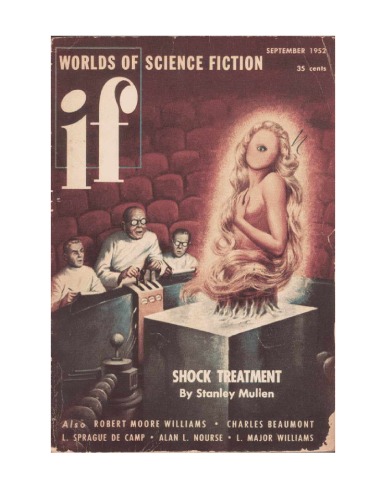 SEPTEMBER 1952
WORLDS OF SCIENCE FICTION
35 cents
if
SHOCK TREATMENT
By Stanley Mullen
Also ROBERT MOORE WILLIAMS • CHARLES BEAUMONT
L. SPRAGUE DE CAMP • ALAN L. NOURSE • L. MAJOR WILLIAMS